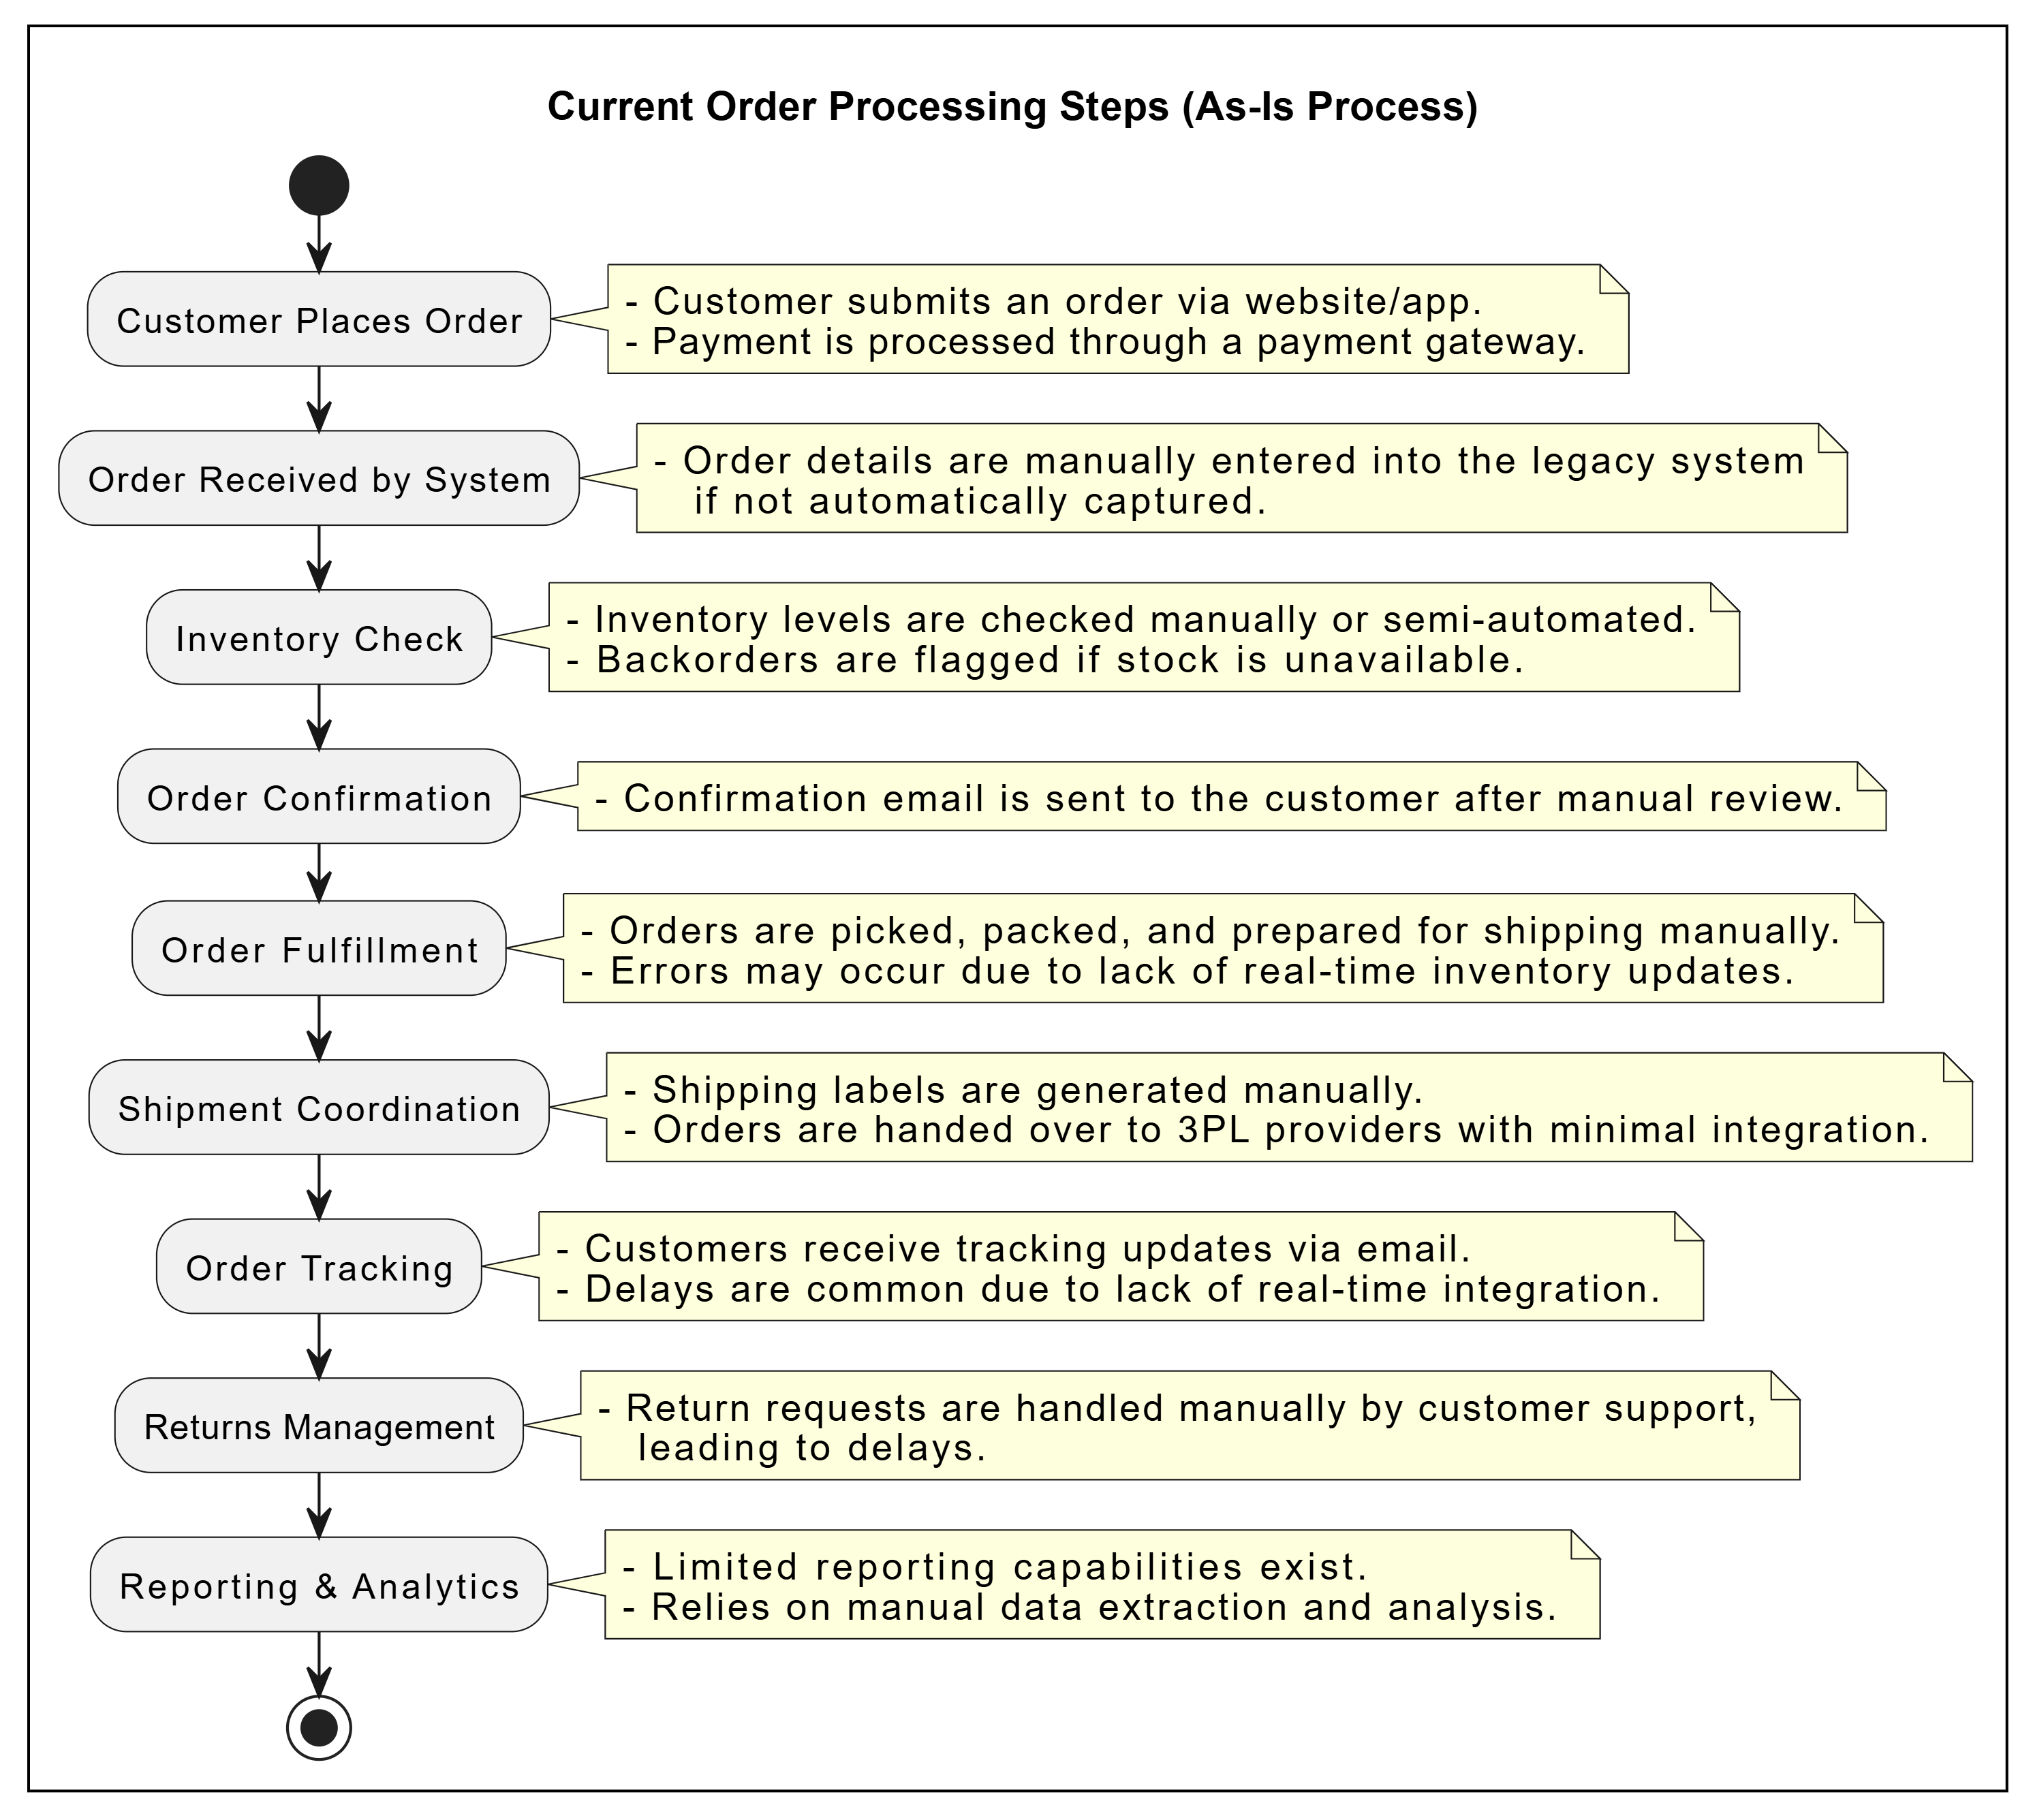 Current Order Processing Steps (As-Is Process)
Customer Places Order
- Customer submits an order via website/app.
- Payment is processed through a payment gateway.
Order Received by System
- Order details are manually entered into the legacy system
if not automatically captured.
Inventory Check
- Inventory levels are checked manually or semi-automated.
- Backorders are flagged if stock is unavailable.
Order Confirmation
- Confirmation email is sent to the customer after manual review.
Order Fulfillment
- Orders are picked, packed, and prepared for shipping manually.
- Errors may occur due to lack of real-time inventory updates.
Shipment Coordination
- Shipping labels are generated manually.
- Orders are handed over to 3PL providers with minimal integration.
Order Tracking
- Customers receive tracking updates via email.
- Delays are common due to lack of real-time integration.
Returns Management
- Return requests are handled manually by customer support,
leading to delays.
Reporting & Analytics
- Limited reporting capabilities exist.
- Relies on manual data extraction and analysis.